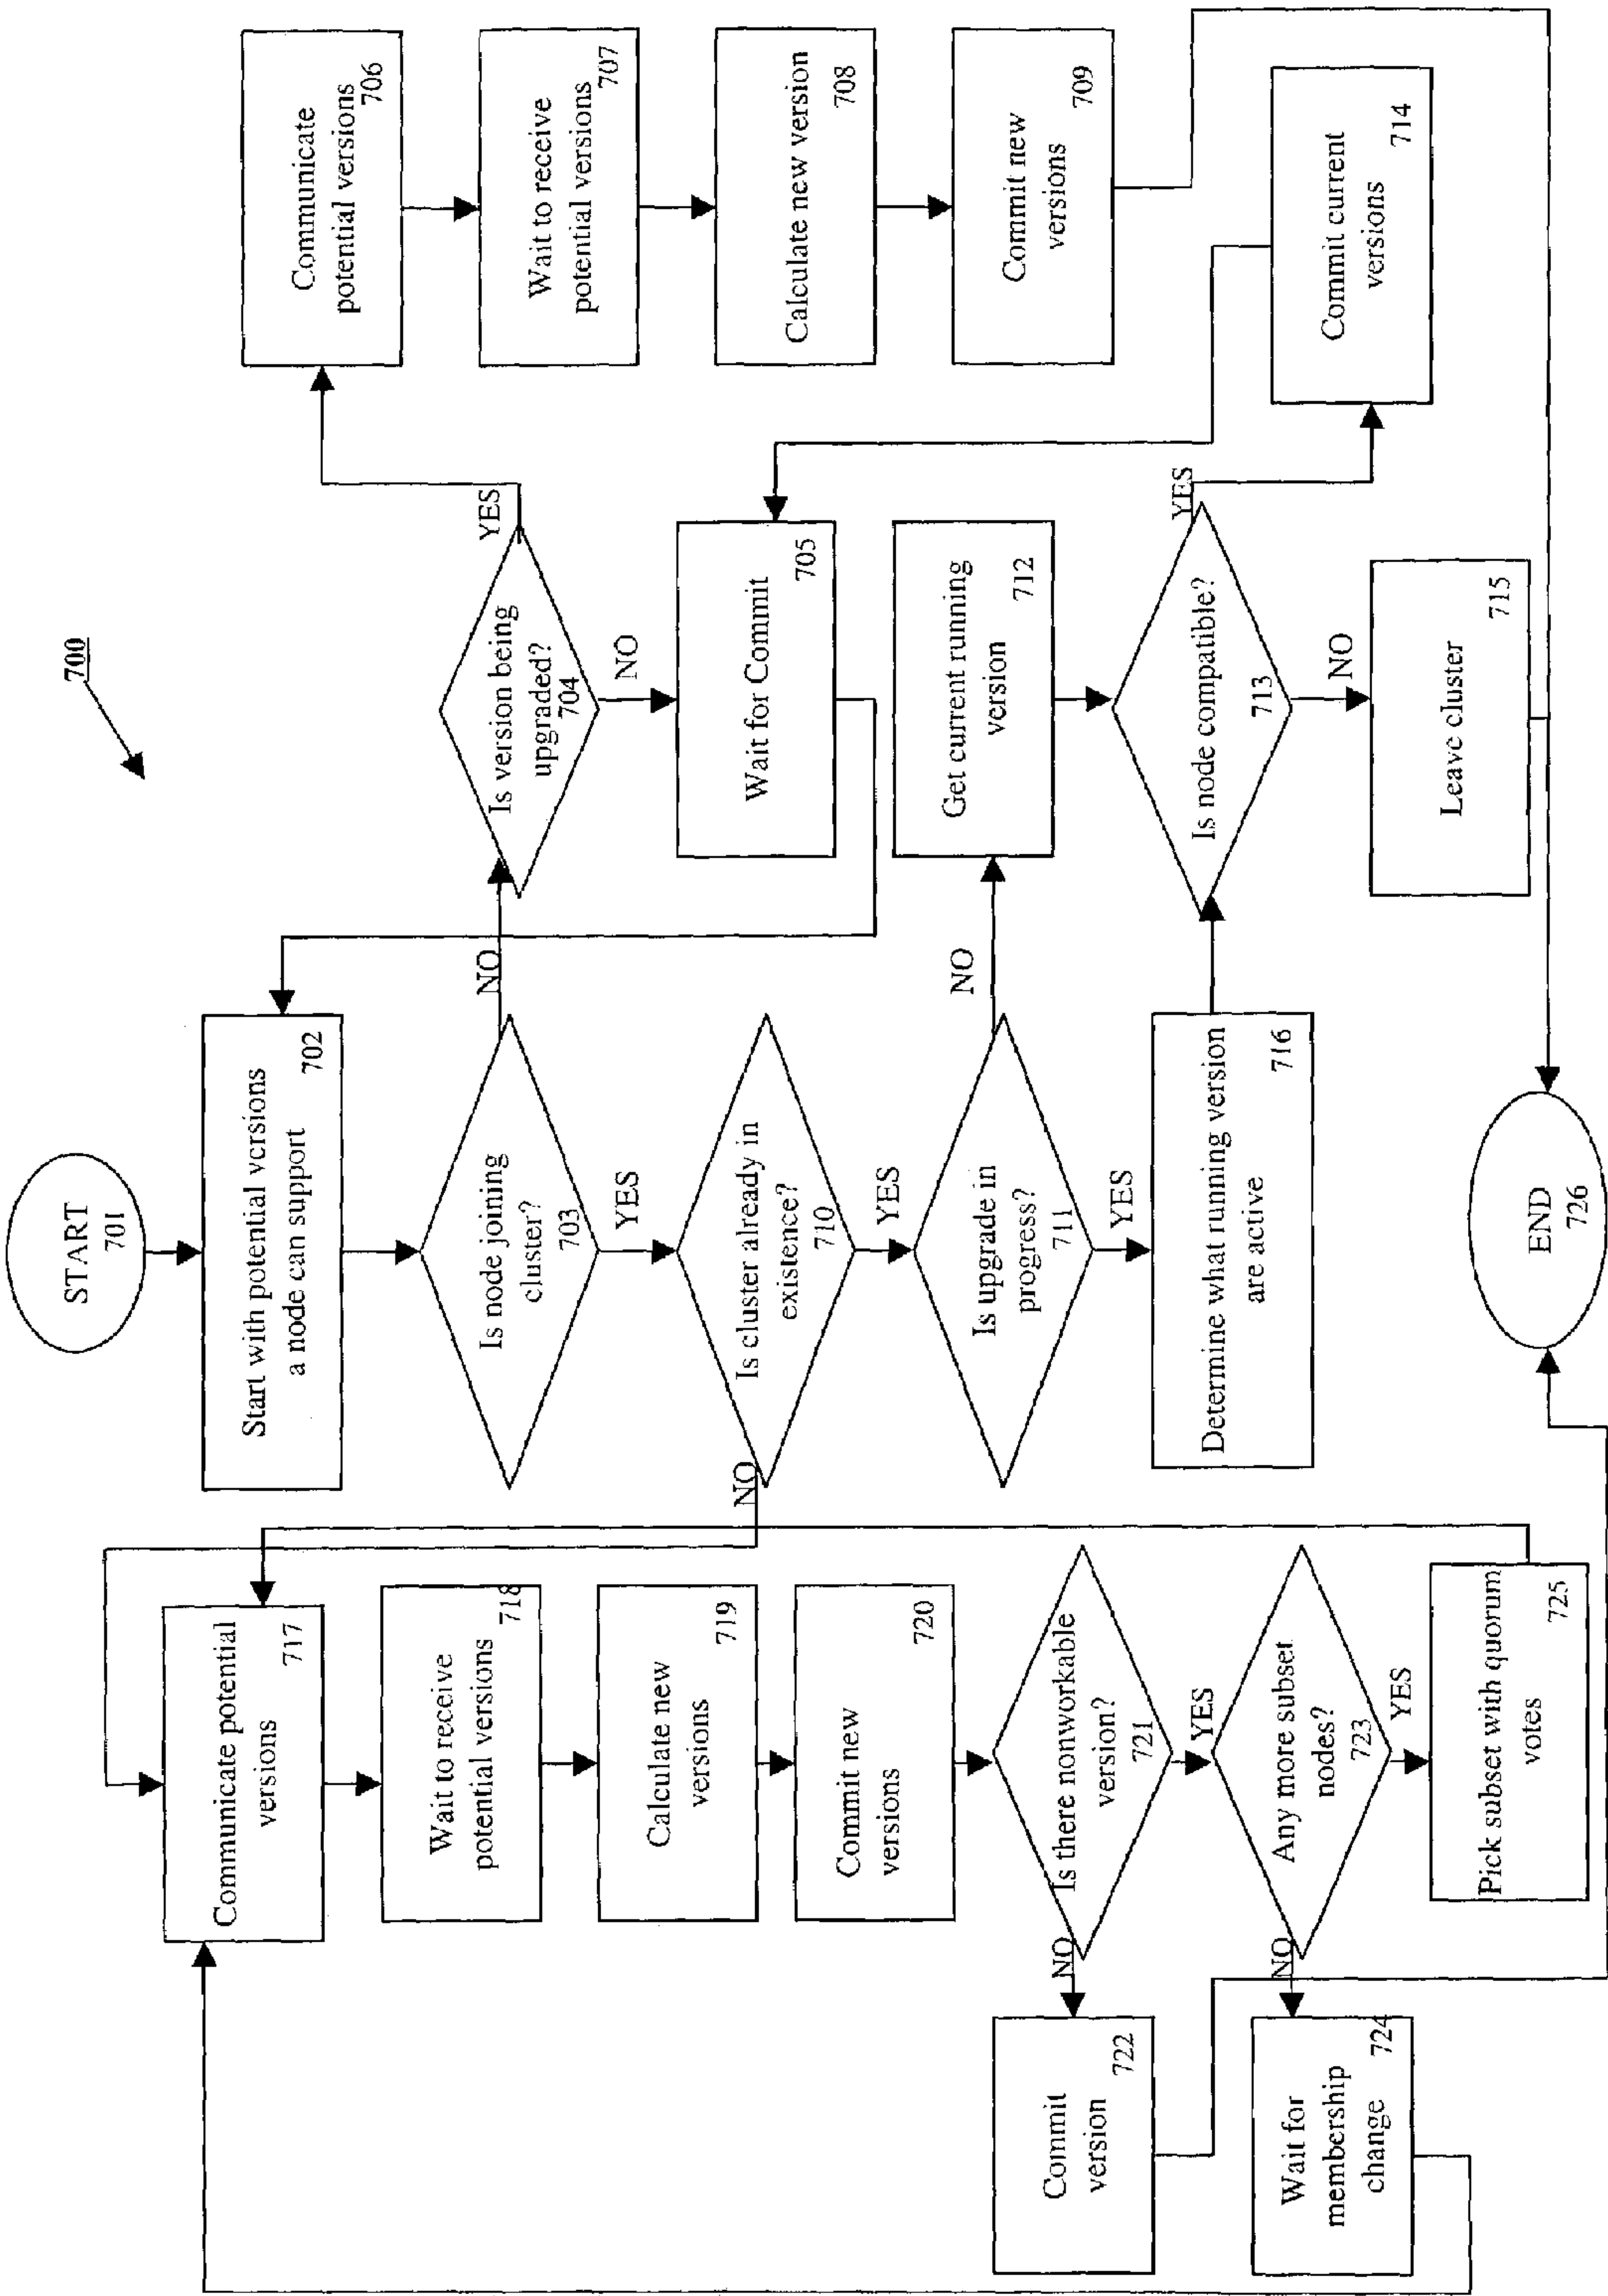 700
START
701
Start with potential versions
a node can support
702
Is node joining
cluster?
703
NO
YES
Is version being
upgraded?
704
YES
NO
Wait for Commit
705
Communicate
potential versions
706
Wait to receive
potential versions
707
Calculate new version
708
Commit new
versions
709
Is cluster already in
existence?
710
NO
YES
Is upgrade in
progress?
711
NO
YES
Get current running
version
712
Is node compatible?
713
YES
NO
Commit current
versions
714
Leave cluster
715
Determine what running version
are active
716
Communicate potential
versions
717
Wait to receive
potential versions
718
Calculate new
versions
719
Commit new
versions
720
Is there nonworkable
version?
721
NO
YES
Commit
version
722
Any more subset
nodes?
723
NO
YES
Wait for
membership
change
724
Pick subset with quorum
votes
725
END
726